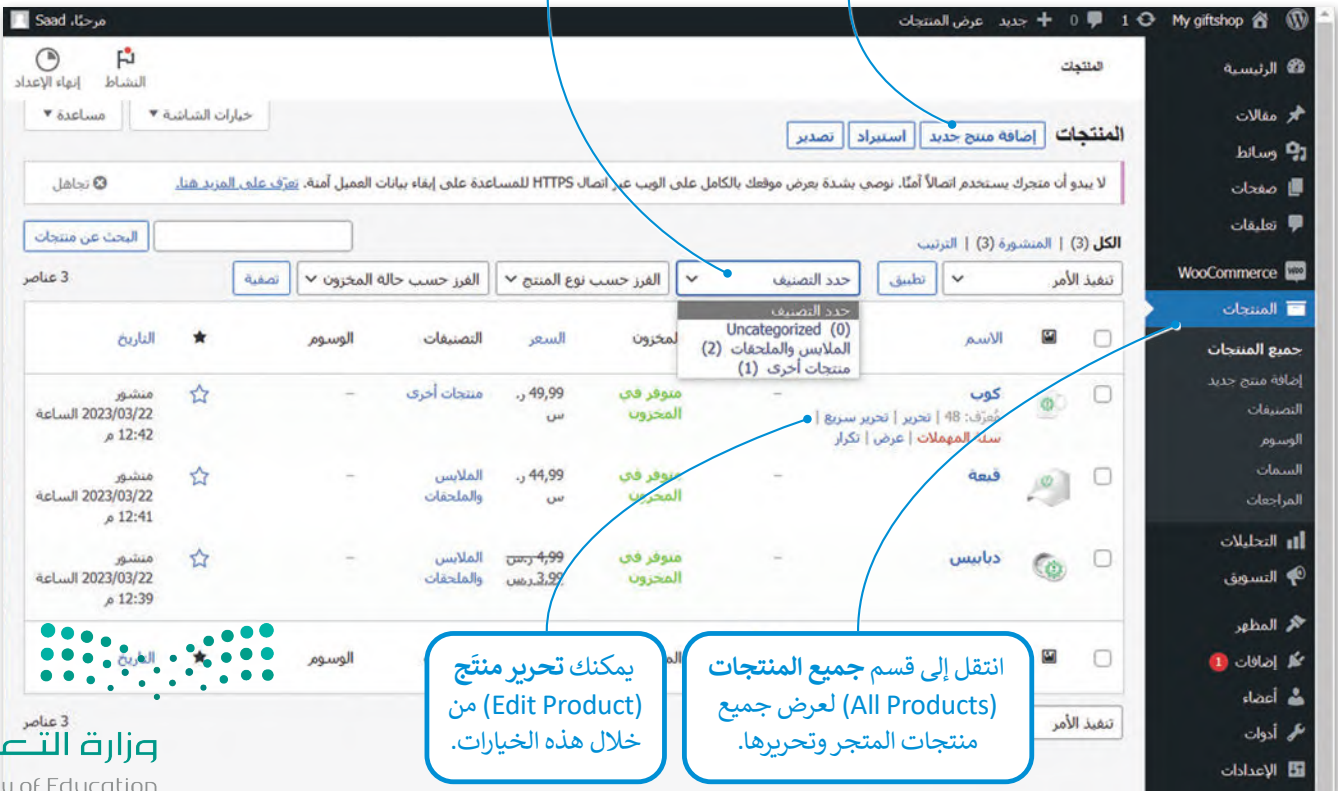 My giftshop 1 0 + جديد عرض المنتجات مرحبًا، Saad
الرئيسية
مقالات
وسائط
صفحات
تعليقات
WooCommerce
المنتجات
جميع المنتجات
إضافة منتج جديد
التصنيفات
الوسوم
السمات
المراجعات
التحليلات
التسويق
المظهر
إضافات 1
أعضاء
أدوات
الإعدادات
المنتجات
النشاط
إنهاء الإعداد
خيارات الشاشة
مساعدة
المنتجات إضافة منتج جديد استيراد تصدير
لا يبدو أن متجرك يستخدم اتصالاً آمنًا. نوصي بشدة بعرض موقعك بالكامل على الويب عبر اتصال HTTPS للمساعدة على إبقاء بيانات العميل آمنة. تعرّف على المزيد هنا. تجاهل
الكل (3) | المنشورة (3) | الترتيب
البحث عن منتجات
تنفيذ الأمر تطبيق حدد التصنيف الفرز حسب نوع المنتج الفرز حسب حالة المخزون تصفية 3 عناصر
حدد التصنيف
Uncategorized (0)
الملابس والملحقات (2)
منتجات أخرى (1)
الاسم لمخزون السعر التصنيفات الوسوم ★ التاريخ
كوب – متوفر في المخزون 49,99 ر.س منتجات أخرى – منشور 2023/03/22 الساعة 12:42 م
مُعرّف: 48 | تحرير | تحرير سريع |
سلة المهملات | عرض | تكرار
قبعة – متوفر في المخزون 44,99 ر.س الملابس والملحقات – منشور 2023/03/22 الساعة 12:41 م
دبابيس – متوفر في المخزون 4,99 ر.س 3,99 ر.س الملابس والملحقات – منشور 2023/03/22 الساعة 12:39 م
الوسوم ★ التاريخ
تنفيذ الأمر
3 عناصر
انتقل إلى قسم جميع المنتجات
(All Products) لعرض جميع
منتجات المتجر وتحريرها.
يمكنك تحرير منتَج
(Edit Product) من
خلال هذه الخيارات.
وزارة التع
y of Education